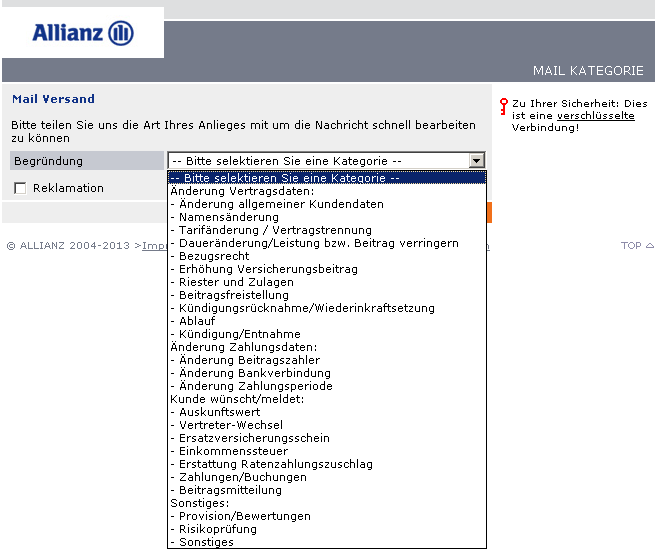 Allianz
MAIL KATEGORIE
Mail Versand
Bitte teilen Sie uns die Art Ihres Anlieges mit um die Nachricht schnell bearbeiten
zu können
Begründung
-- Bitte selektieren Sie eine Kategorie --
Reklamation
-- Bitte selektieren Sie eine Kategorie --
Änderung Vertragsdaten:
- Änderung allgemeiner Kundendaten
- Namensänderung
- Tarifänderung / Vertragstrennung
- Daueränderung/Leistung bzw. Beitrag verringern
- Bezugsrecht
- Erhöhung Versicherungsbeitrag
- Riester und Zulagen
- Beitragsfreistellung
- Kündigungsrücknahme/Wiederinkraftsetzung
- Ablauf
- Kündigung/Entnahme
Änderung Zahlungsdaten:
- Änderung Beitragszahler
- Änderung Bankverbindung
- Änderung Zahlungsperiode
Kunde wünscht/meldet:
- Auskunftswert
- Vertreter-Wechsel
- Ersatzversicherungsschein
- Einkommenssteuer
- Erstattung Ratenzahlungszuschlag
- Zahlungen/Buchungen
- Beitragsmitteilung
Sonstiges:
- Provision/Bewertungen
- Risikoprüfung
- Sonstiges
Zu Ihrer Sicherheit: Dies
ist eine verschlüsselte
Verbindung!
© ALLIANZ 2004-2013 >
TOP